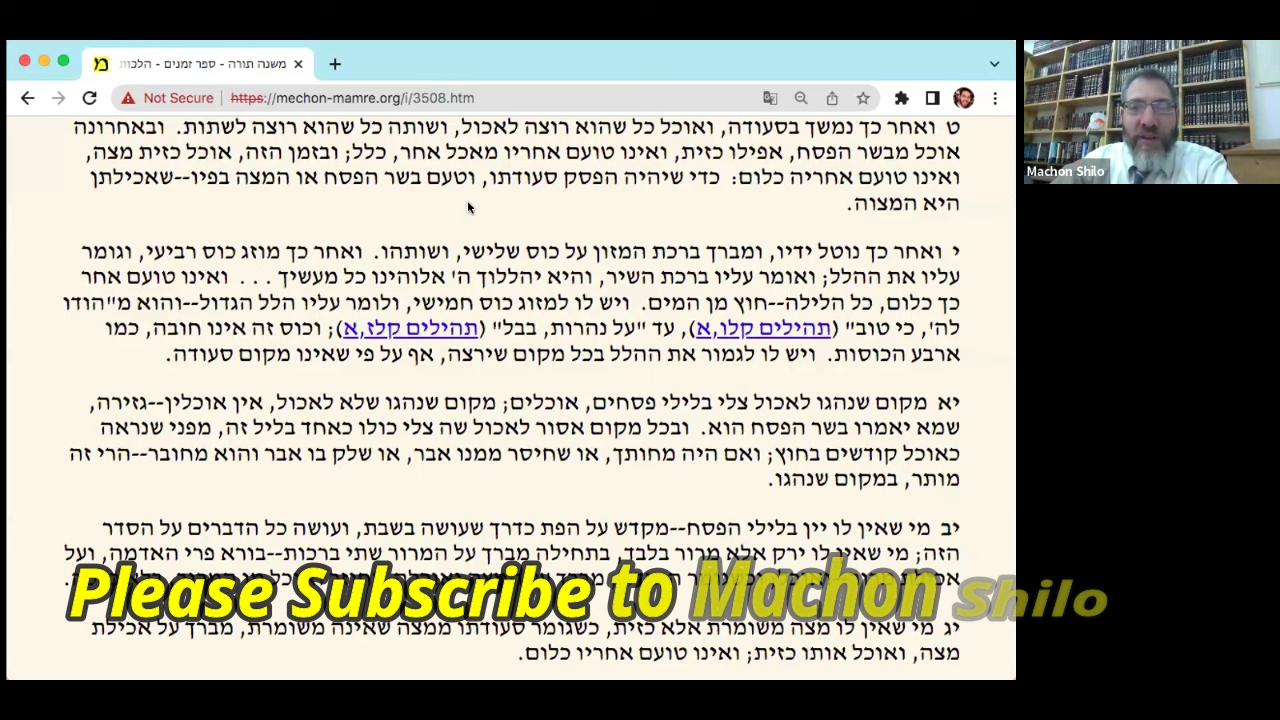 משנה תורה - ספר זמנים - הלכות
Not Secure
https://mechon-mamre.org/i/3508.htm
Machon Shilo
ט ואחר כך נמשך בסעודה, ואוכל כל שהוא רוצה לאכול, ושותה כל שהוא רוצה לשתות. ובאחרונה
אוכל מבשר הפסח, אפילו כזית, ואינו טועם אחריו מאכל אחר, כלל; ובזמן הזה, אוכל כזית מצה,
ואינו טועם אחריה כלום: כדי שיהיה הפסק סעודתו, וטעם בשר הפסח או המצה בפיו--שאכילתן
היא המצוה.
י ואחר כך נוטל ידיו, ומברך ברכת המזון על כוס שלישי, ושותהו. ואחר כך מוזג כוס רביעי, וגומר
עליו את ההלל; ואומר עליו ברכת השיר, והיא יהללוך ה' אלוהינו כל מעשיך . . . ואינו טועם אחר
כך כלום, כל הלילה--חוץ מן המים. ויש לו למזוג כוס חמישי, ולומר עליו הלל הגדול--והוא מ"הודו
לה', כי טוב" (תהילים קלו,א), עד "על נהרות, בבל" (תהילים קלז,א); וכוס זה אינו חובה, כמו
ארבע הכוסות. ויש לו לגמור את ההלל בכל מקום שירצה, אף על פי שאינו מקום סעודה.
יא מקום שנהגו לאכול צלי בלילי פסחים, אוכלים; מקום שנהגו שלא לאכול, אין אוכלין--גזירה,
שמא יאמרו בשר הפסח הוא. ובכל מקום אסור לאכול שה צלי כולו כאחד בליל זה, מפני שנראה
כאוכל קודשים בחוץ; ואם היה מחותך, או שחיסר ממנו אבר, או שלק בו אבר והוא מחובר--הרי זה
מותר, במקום שנהגו.
יב מי שאין לו יין בלילי הפסח--מקדש על הפת כדרך שעושה בשבת, ועושה כל הדברים על הסדר
הזה; מי שאין לו ירק אלא מרור בלבד, בתחילה מברך על המרור שתי ברכות--בורא פרי האדמה, ועל
Please Subscribe to Machon Shilo
יג מי שאין לו מצה משומרת אלא כזית, כשגומר סעודתו ממצה שאינה משומרת, מברך על אכילת
מצה, ואוכל אותו כזית; ואינו טועם אחריו כלום.